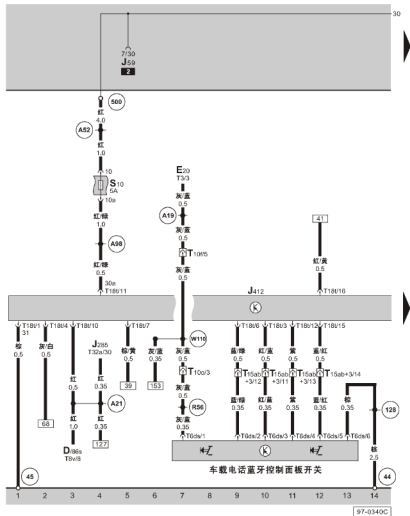 30
7/30
J59
2
500
红
4.0
A52
红
1.0
10
S10
5A
10a
红/绿
1.0
A98
红/绿
0.5
30a
T18f/11
E20
T3/3
灰/蓝
0.5
A19
灰/蓝
0.5
T10f/5
灰/蓝
0.5
41
红/黄
0.5
T18f/16
J412
T18f/1
31
T18f/4
T18f/10
T18f/7
T18f/6
T18f/3
T18f/12
T18f/15
棕
0.5
灰/白
0.5
J285
T32a/30
红
0.5
红
0.35
棕/黄
0.5
灰/蓝
0.35
W110
灰/蓝
0.5
T10o/3
灰/蓝
0.5
R56
灰/蓝
0.5
蓝/绿
0.5
红/蓝
0.5
紫
0.5
蓝/红
0.5
T15ab
+3/12
T15ab
+3/11
T15ab
+3/13
T15ab+3/14
蓝/绿
0.35
红/蓝
0.35
紫
0.35
蓝/红
0.35
棕
0.35
68
红
1.0
A21
红
0.35
39
153
127
D/86s
T8v/8
128
T6ds/1
T6ds/2
T6ds/3
T6ds/4
T6ds/5
T6ds/6
棕
2.5
车载电话蓝牙控制面板开关
45
44
1 2 3 4 5 6 7 8 9 10 11 12 13 14
97-0340C